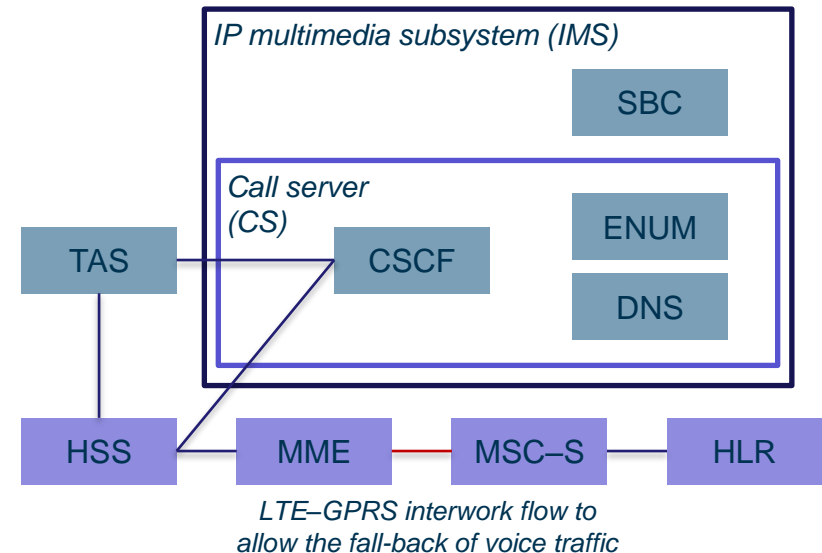 IP multimedia subsystem (IMS)
SBC
Call server
(CS)
ENUM
TAS
CSCF
DNS
HSS
MME
MSC–S
HLR
LTE–GPRS interwork flow to
allow the fall-back of voice traffic